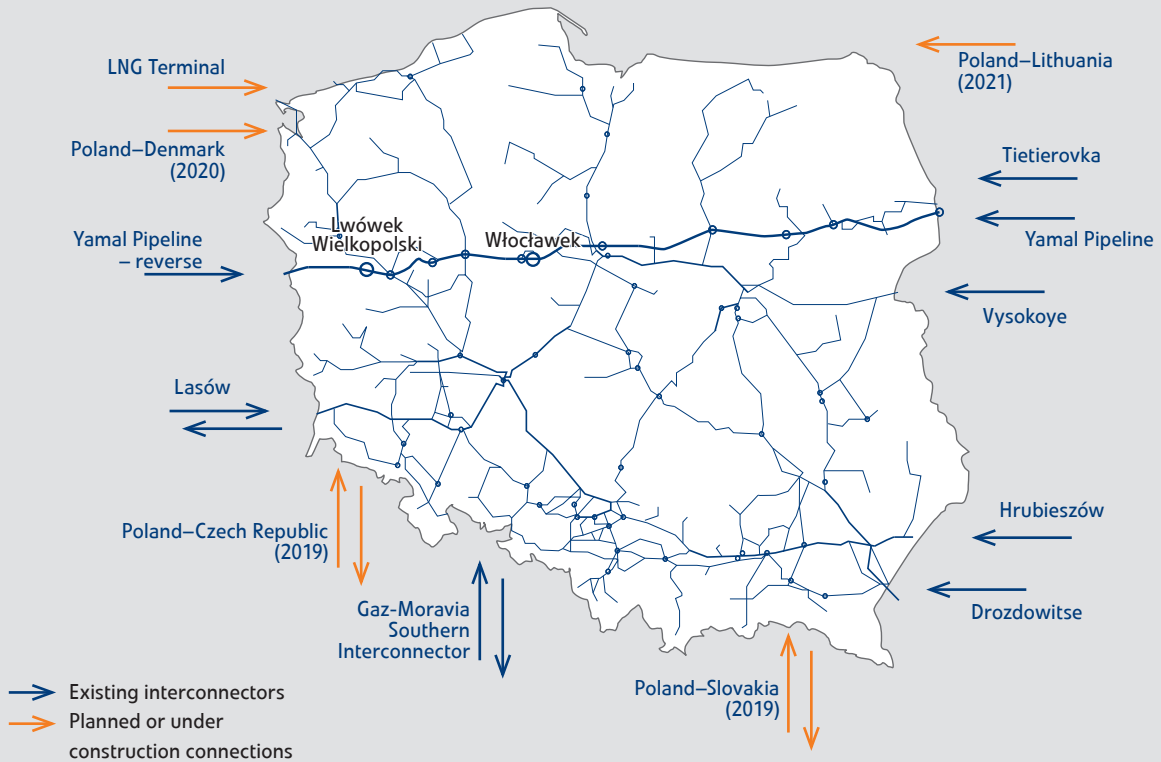 LNG Terminal
Poland–Denmark
(2020)
Yamal Pipeline
– reverse
Lwówek
Wielkopolski
Włocławek
Poland–Lithuania
(2021)
Tietierovka
Yamal Pipeline
Vysokoye
Lasów
Poland–Czech Republic
(2019)
Gaz-Moravia
Southern
Interconnector
Hrubieszów
Drozdowitse
Poland–Slovakia
(2019)
Existing interconnectors
Planned or under
construction connections